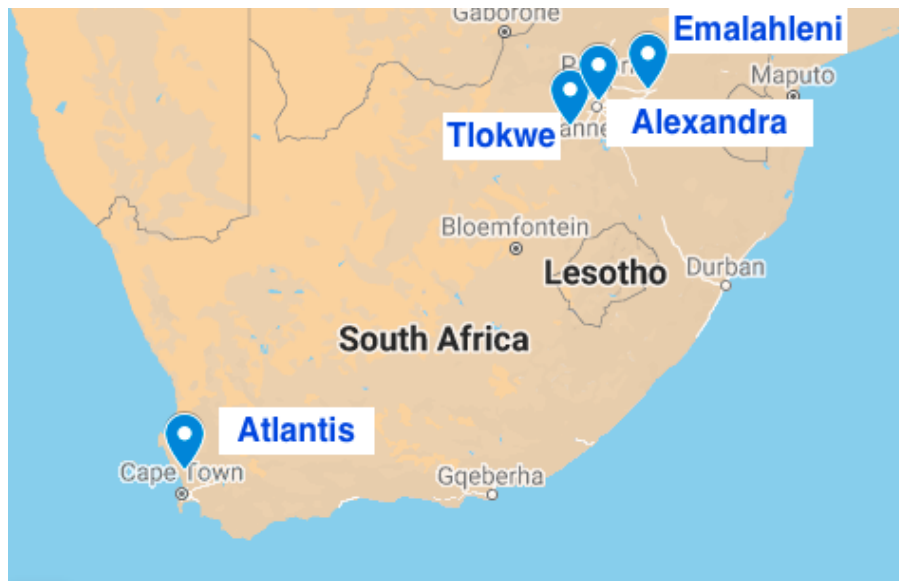 Gaborone
Emalahleni
Maputo
Tlokwe
Alexandra
Bloemfontein
Lesotho
Durban
South Africa
Atlantis
Cape Town
Gqeberha